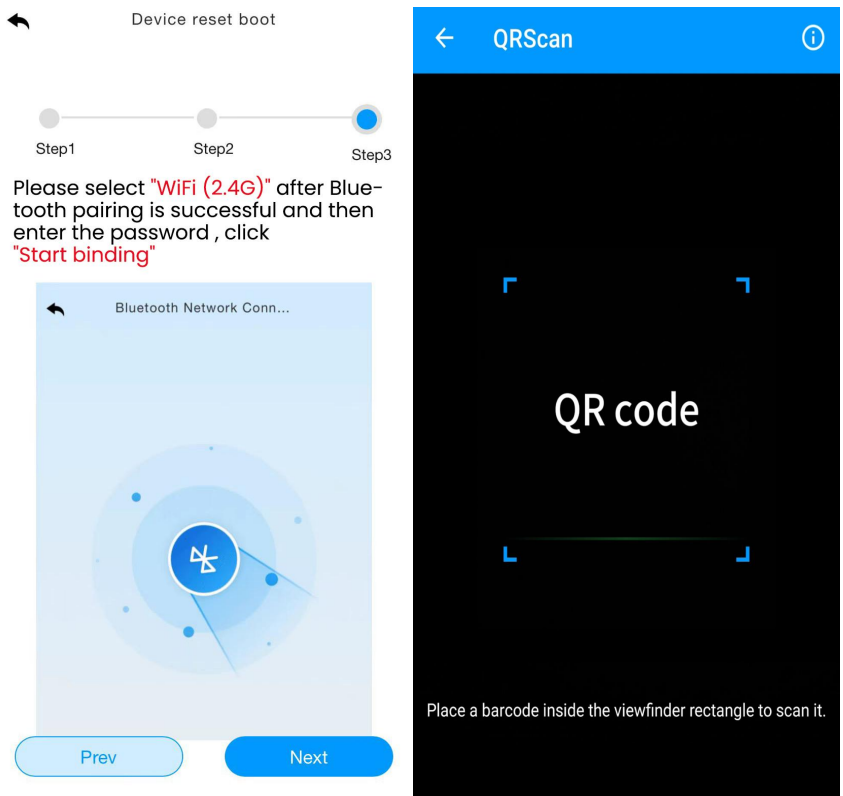 Device reset boot
Step1
Step2
Step3
Please select "WiFi (2.4G)" after Blue-
tooth pairing is successful and then
enter the password , click
"Start binding"
Bluetooth Network Conn...
Prev
Next
QRScan
QR code
Place a barcode inside the viewfinder rectangle to scan it.